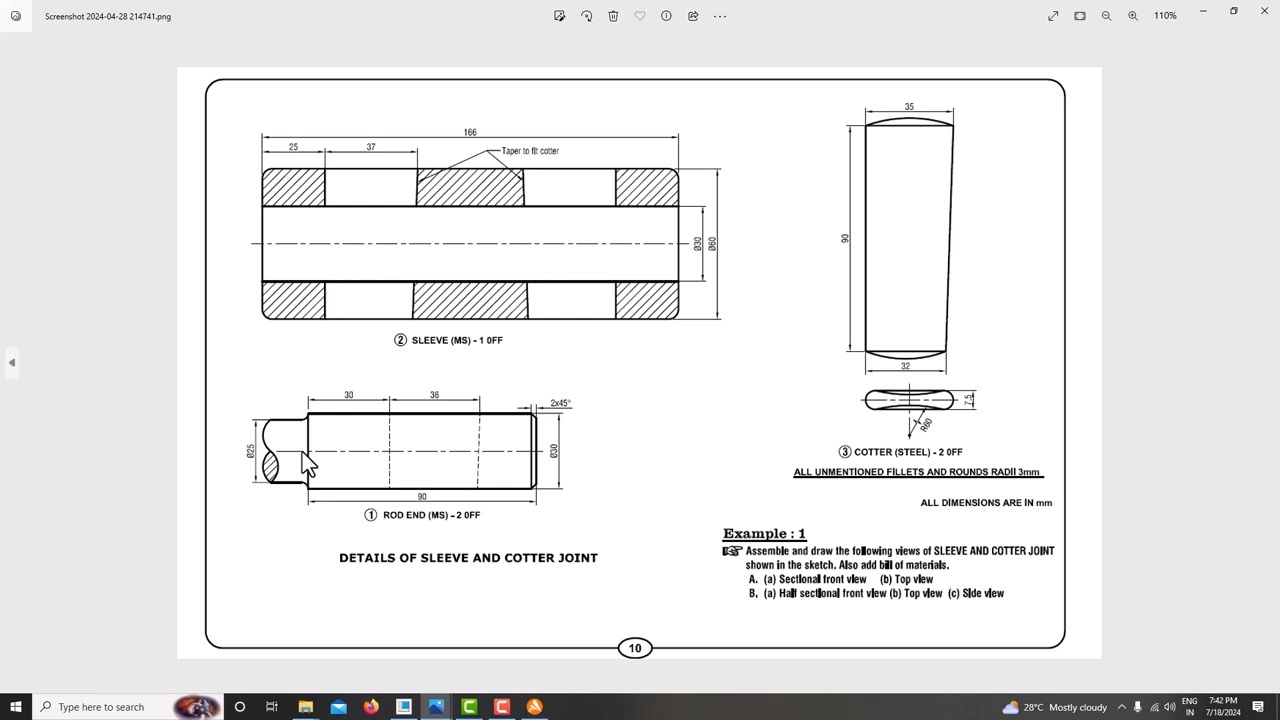 Screenshot 2024-04-28 214741.png
110%
166
25
37
Taper to fit cotter
Ø30
Ø60
② SLEEVE (MS) - 1 0FF
35
90
32
7.5
R60
③ COTTER (STEEL) - 2 0FF
ALL UNMENTIONED FILLETS AND ROUNDS RADII 3mm
ALL DIMENSIONS ARE IN mm
30
36
2x45°
Ø25
Ø30
90
① ROD END (MS) - 2 0FF
DETAILS OF SLEEVE AND COTTER JOINT
Example : 1
Assemble and draw the following views of SLEEVE AND COTTER JOINT
shown in the sketch. Also add bill of materials.
A. (a) Sectional front view (b) Top view
B, (a) Half sectional front view (b) Top view (c) Side view
10
Type here to search
28°C Mostly cloudy
ENG
IN
7:42 PM
7/18/2024